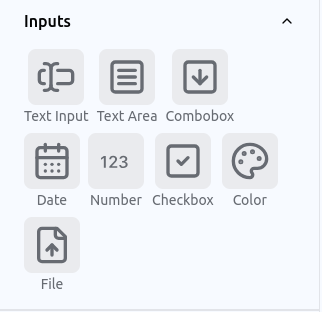 Inputs
Text Input Text Area Combobox
123
Date Number Checkbox Color
File